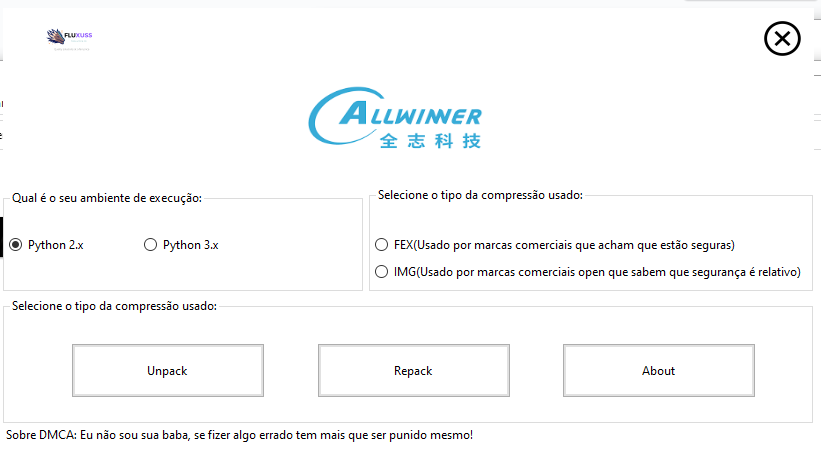 FLUXUSS
ALLWINNER
全志科技
Qual é o seu ambiente de execução:
Selecione o tipo da compressão usado:
Python 2.x
Python 3.x
FEX(Usado por marcas comerciais que acham que estão seguras)
IMG(Usado por marcas comerciais open que sabem que segurança é relativo)
Selecione o tipo da compressão usado:
Unpack
Repack
About
Sobre DMCA: Eu não sou sua baba, se fizer algo errado tem mais que ser punido mesmo!